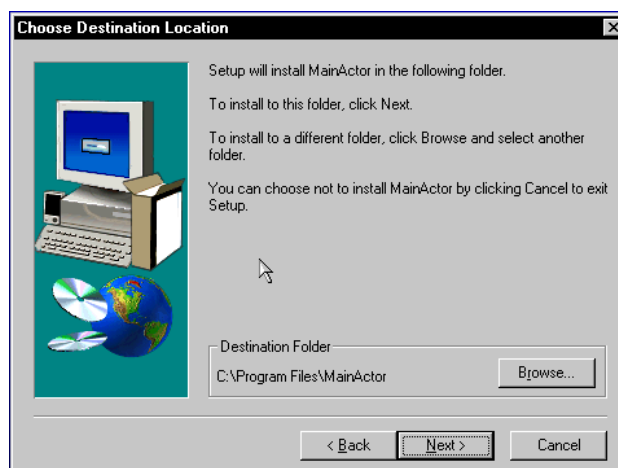 Choose Destination Location
Setup will install MainActor in the following folder.
To install to this folder, click Next.
To install to a different folder, click Browse and select another
folder.
You can choose not to install MainActor by clicking Cancel to exit
Setup.
Destination Folder
C:\Program Files\MainActor
Browse...
< Back
Next >
Cancel